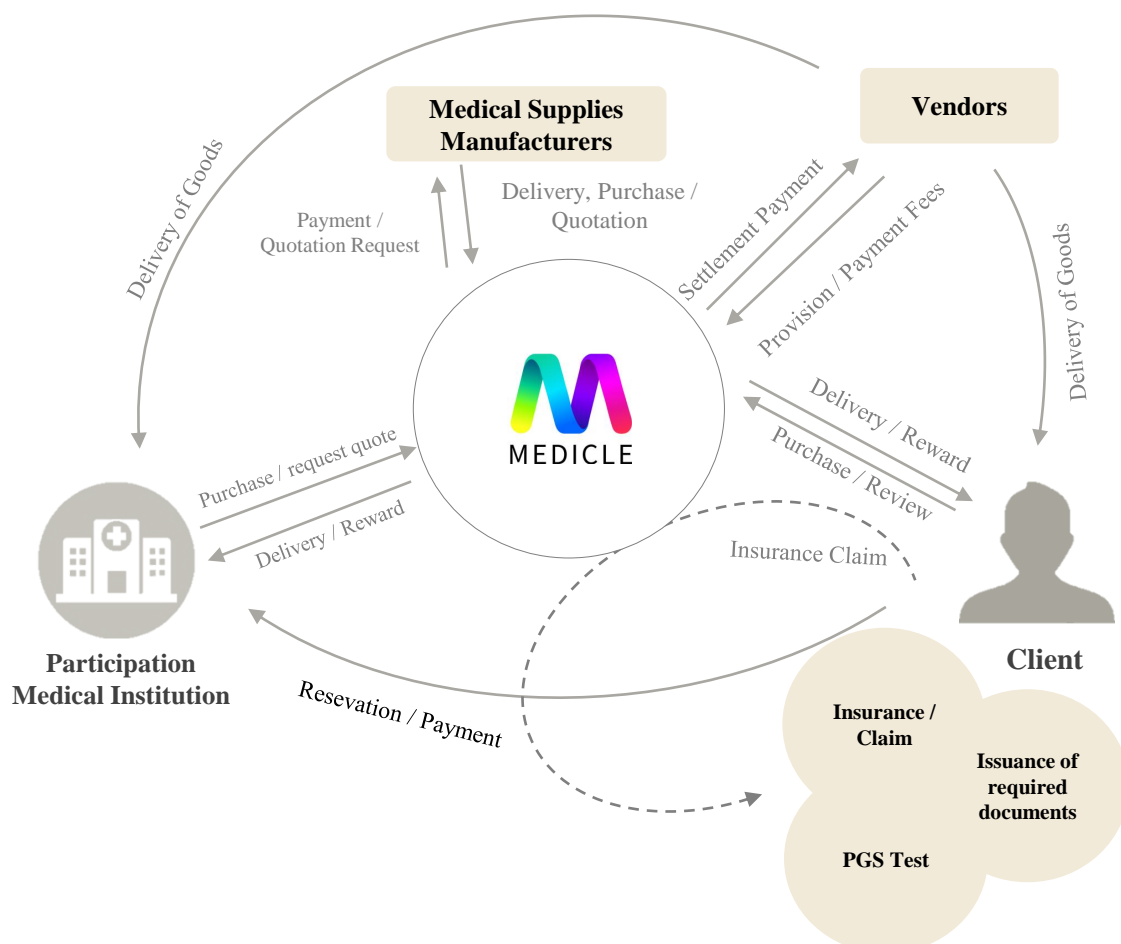 Medical Supplies
Manufacturers
Vendors
Delivery of Goods
Payment /
Quotation Request
Delivery, Purchase /
Quotation
Settlement Payment
Provision / Payment Fees
Delivery of Goods
MEDICLE
Delivery / Reward
Purchase / Review
Purchase / request quote
Delivery / Reward
Insurance Claim
Participation
Medical Institution
Client
Resevation / Payment
Insurance /
Claim
Issuance of
required
documents
PGS Test